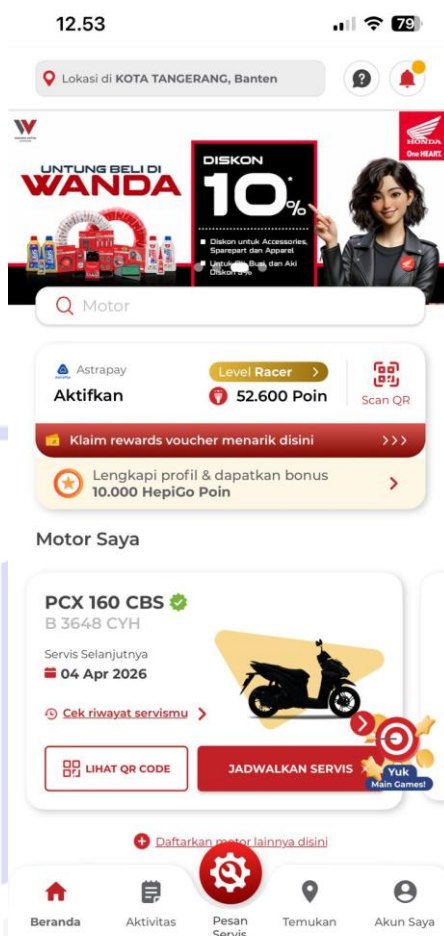 12.53
79
Lokasi di KOTA TANGERANG, Banten
HONDA
One HEART.
UNTUNG BELI DI
WANDA
DISKON
10%*
Diskon untuk Accessories,
Sparepart dan Apparel
dan Aki
Motor
Astrapay
Aktifkan
Level Racer
52.600 Poin
Scan QR
Klaim rewards voucher menarik disini
Lengkapi profil & dapatkan bonus
10.000 HepiGo Poin
Motor Saya
PCX 160 CBS
B 3648 CYH
Servis Selanjutnya
04 Apr 2026
Cek riwayat servismu
LIHAT QR CODE
JADWALKAN SERVIS
Yuk
Main Games!
Daftarkan motor lainnya disini
Beranda
Aktivitas
Pesan
Servis
Temukan
Akun Saya